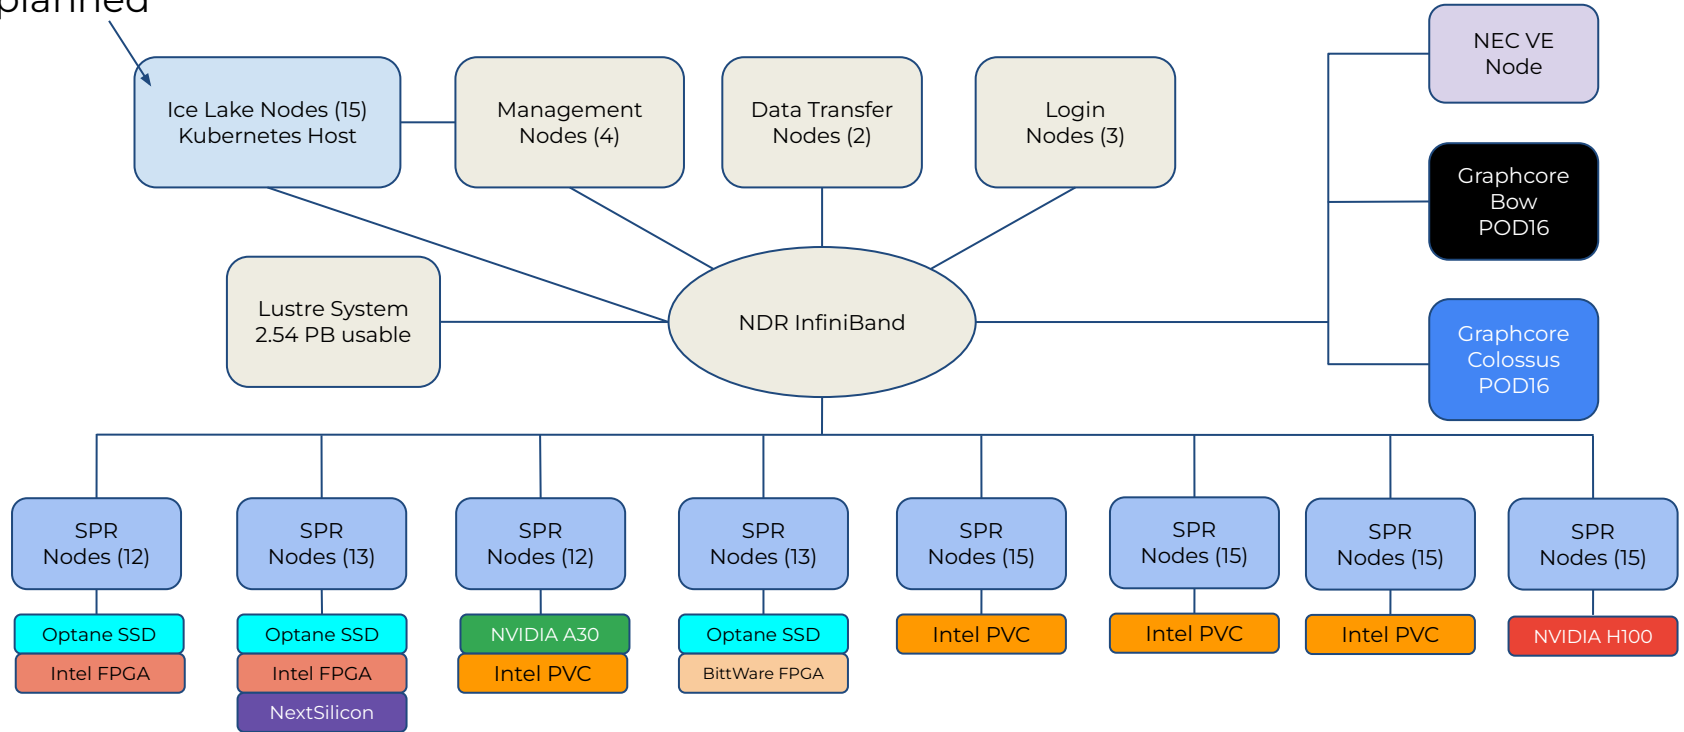 planned
Ice Lake Nodes (15)
Kubernetes Host
Management
Nodes (4)
Data Transfer
Nodes (2)
Login
Nodes (3)
NEC VE
Node
Graphcore
Bow
POD16
Graphcore
Colossus
POD16
Lustre System
2.54 PB usable
NDR InfiniBand
SPR
Nodes (12)
Optane SSD
Intel FPGA
SPR
Nodes (13)
Optane SSD
Intel FPGA
NextSilicon
SPR
Nodes (12)
NVIDIA A30
Intel PVC
SPR
Nodes (13)
Optane SSD
BittWare FPGA
SPR
Nodes (15)
Intel PVC
SPR
Nodes (15)
Intel PVC
SPR
Nodes (15)
Intel PVC
SPR
Nodes (15)
NVIDIA H100